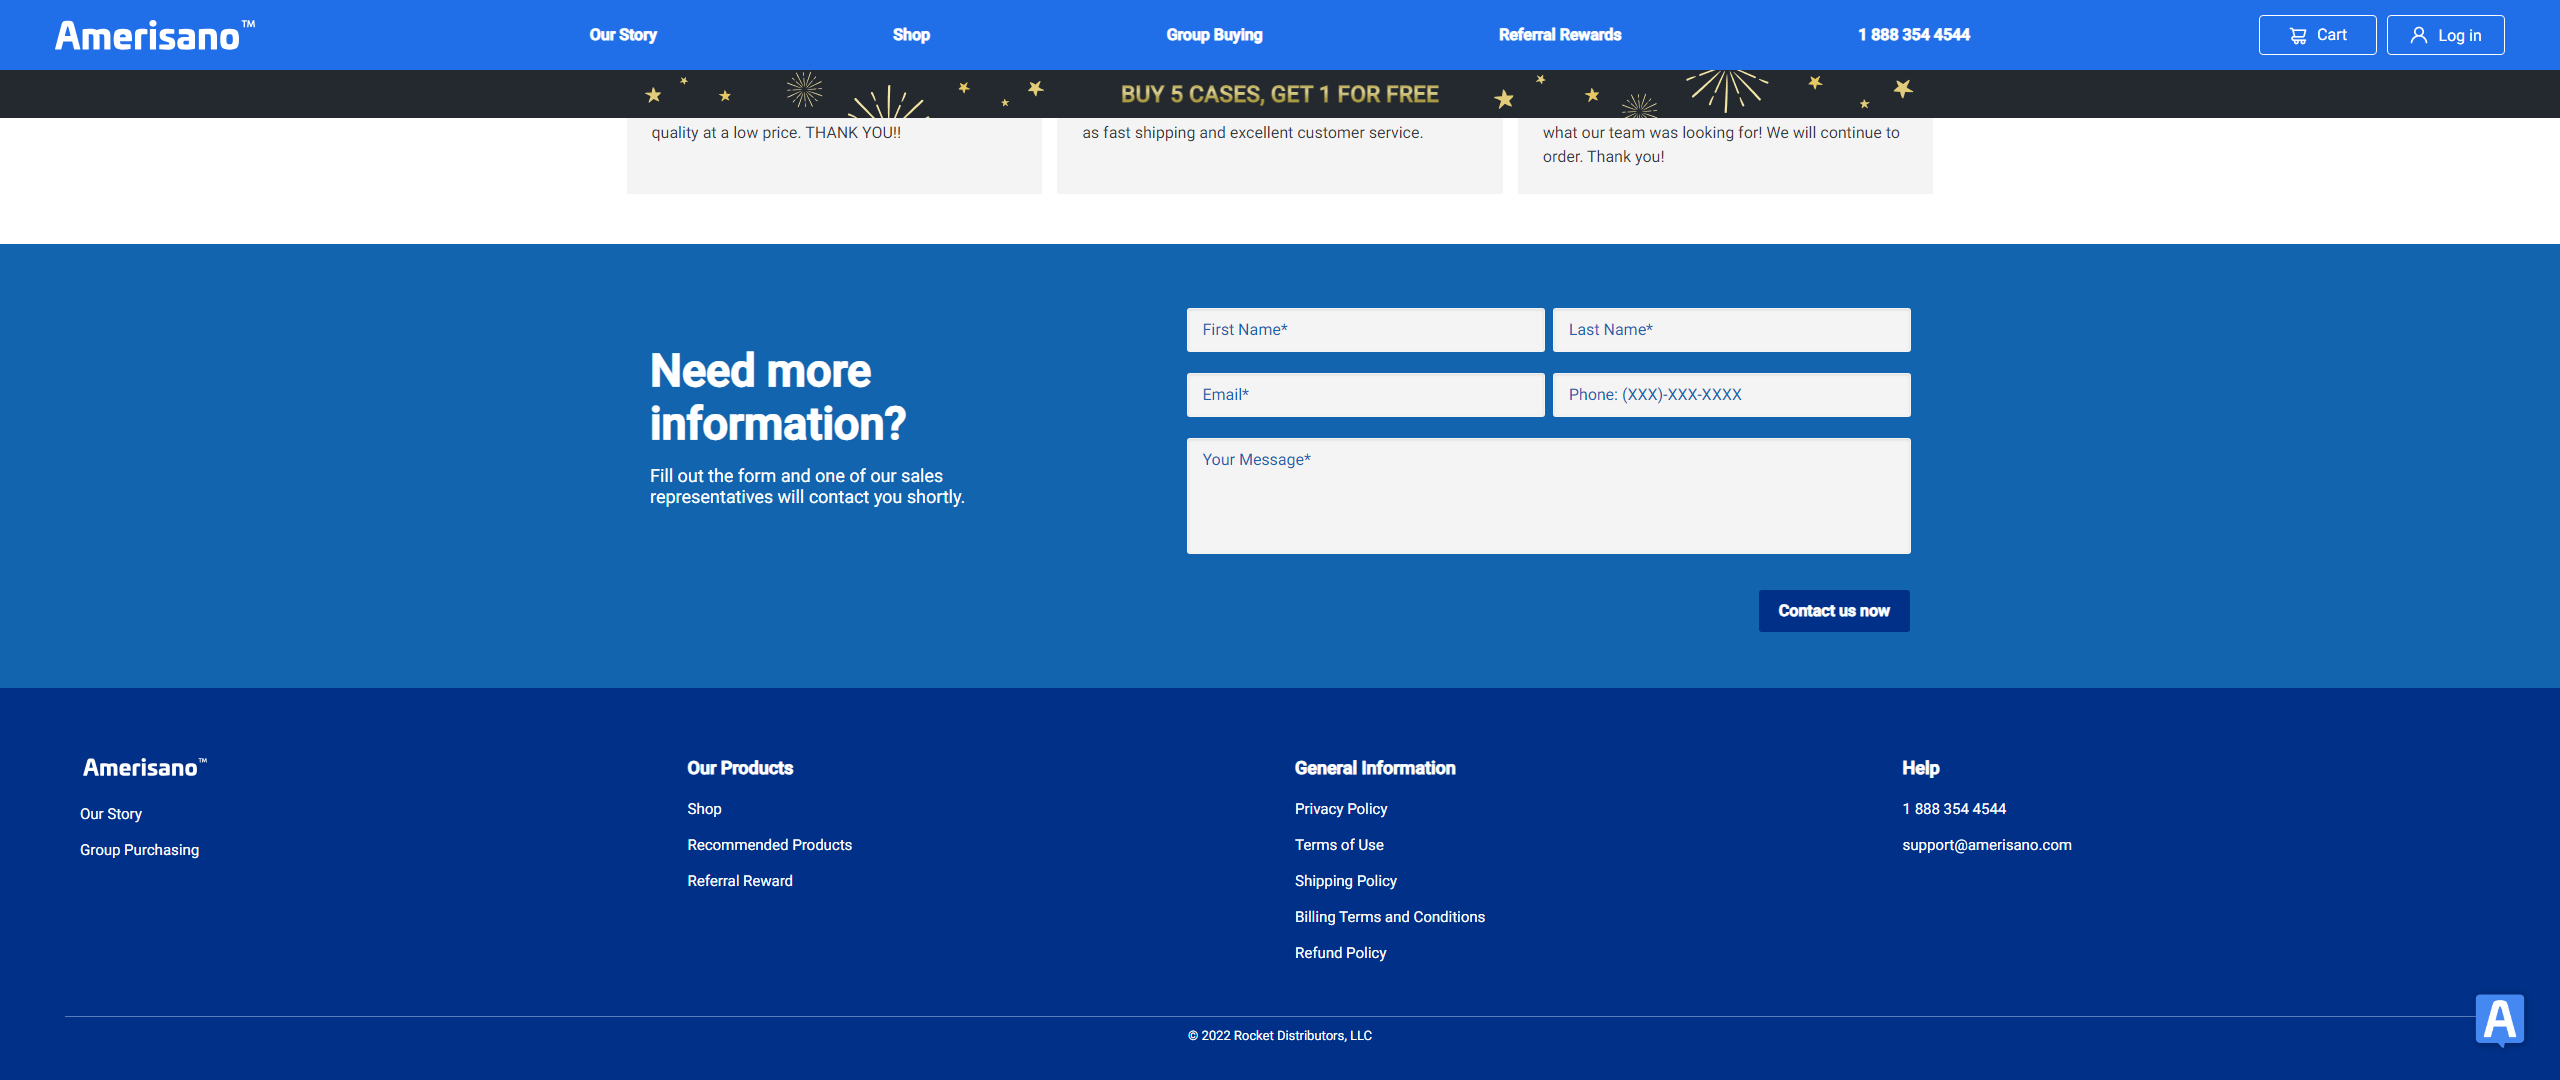 Amerisano™
Our Story
Shop
Group Buying
Referral Rewards
1 888 354 4544
Cart
Log in
BUY 5 CASES, GET 1 FOR FREE
quality at a low price. THANK YOU!!
as fast shipping and excellent customer service.
what our team was looking for! We will continue to
order. Thank you!
Need more
information?
Fill out the form and one of our sales
representatives will contact you shortly.
First Name*
Last Name*
Email*
Phone: (XXX)-XXX-XXXX
Your Message*
Contact us now
Amerisano™
Our Story
Group Purchasing
Our Products
Shop
Recommended Products
Referral Reward
General Information
Privacy Policy
Terms of Use
Shipping Policy
Billing Terms and Conditions
Refund Policy
Help
1 888 354 4544
support@amerisano.com
© 2022 Rocket Distributors, LLC
A